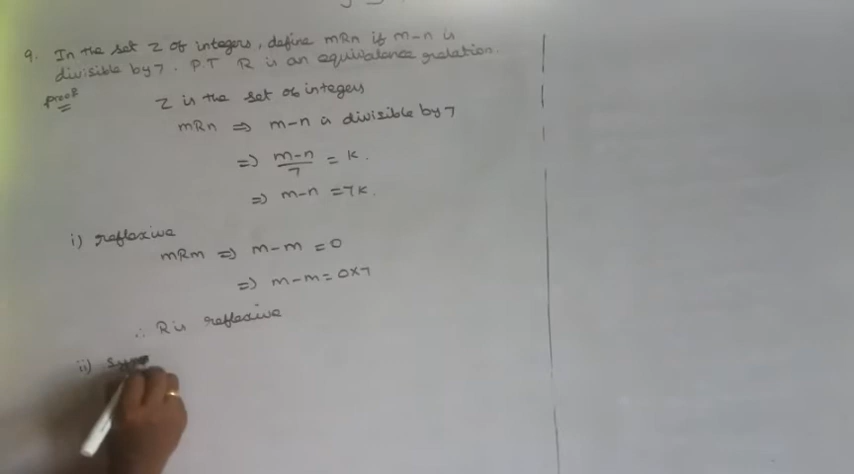 9. In the set Z of integers, define mRn if m-n is
divisible by 7. P.T R is an equivalence relation.
proof
Z is the set of integers
mRn ⇒ m-n is divisible by 7
⇒ m-n/7 = k.
⇒ m-n = 7k.
i) reflexive
mRm ⇒ m-m = 0
⇒ m-m = 0×7
∴ R is reflexive
ii) sym